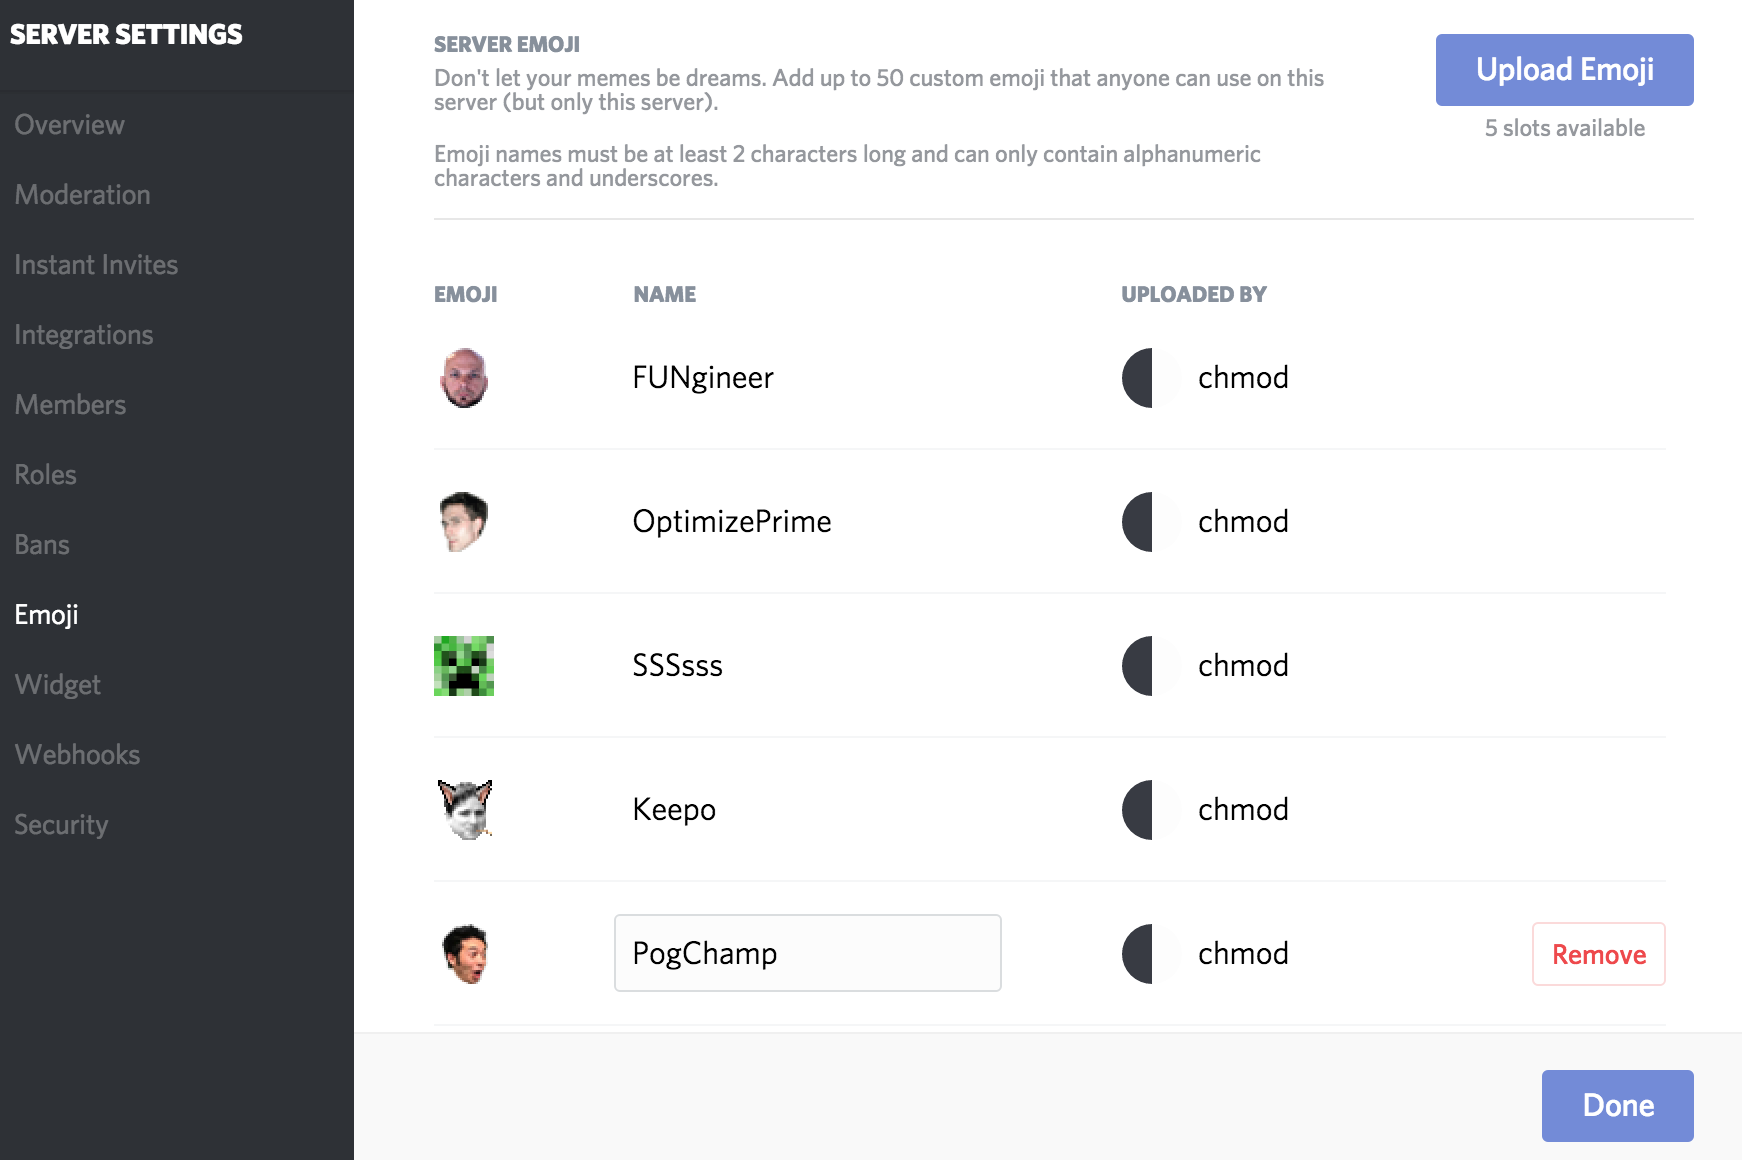 SERVER SETTINGS
Overview
Moderation
Instant Invites
Integrations
Members
Roles
Bans
Emoji
Widget
Webhooks
Security
SERVER EMOJI
Don't let your memes be dreams. Add up to 50 custom emoji that anyone can use on this
server (but only this server).
Emoji names must be at least 2 characters long and can only contain alphanumeric
characters and underscores.
Upload Emoji
5 slots available
EMOJI NAME UPLOADED BY
FUNgineer chmod
OptimizePrime chmod
SSSsss chmod
Keepo chmod
PogChamp chmod Remove
Done